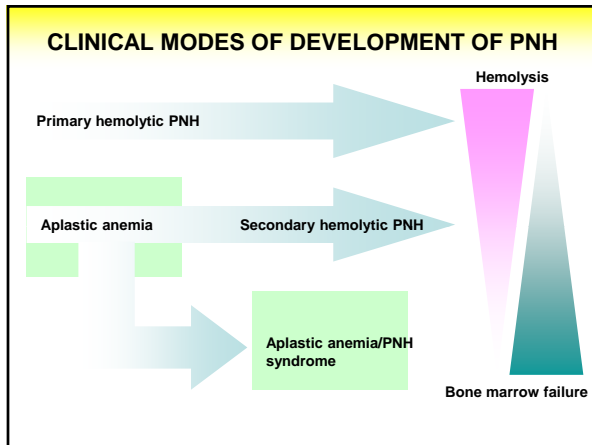 CLINICAL MODES OF DEVELOPMENT OF PNH
Hemolysis
Primary hemolytic PNH
Aplastic anemia
Secondary hemolytic PNH
Aplastic anemia/PNH
syndrome
Bone marrow failure